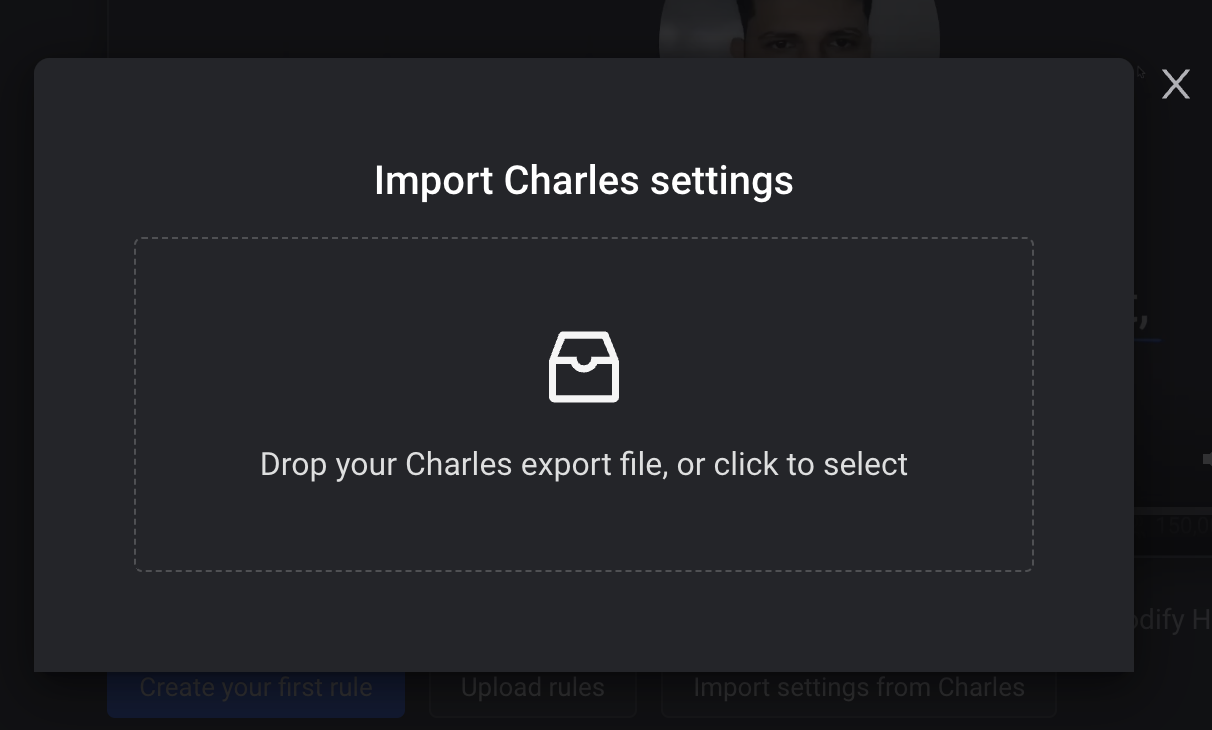 Import Charles settings
Drop your Charles export file, or click to select
Create your first rule
Upload rules
Import settings from Charles